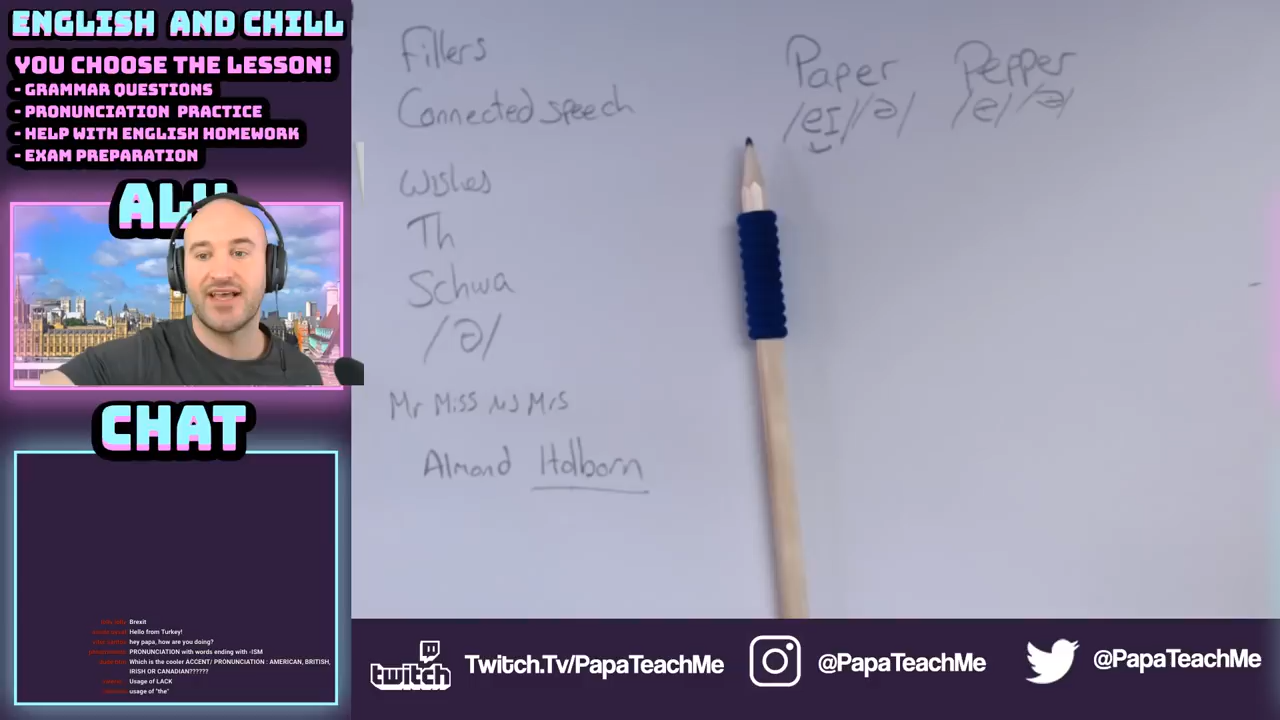 ENGLISH AND CHILL
YOU CHOOSE THE LESSON!
- GRAMMAR QUESTIONS
- PRONUNCIATION PRACTICE
- HELP WITH ENGLISH HOMEWORK
- EXAM PREPARATION
CHAT
Brexit
Hello from Turkey!
hey papa, how are you doing?
PRONUNCIATION with words ending with -ISM
Which is the cooler ACCENT/ PRONUNCIATION : AMERICAN, BRITISH,
IRISH OR CANADIAN??????
Usage of LACK
usage of "the"
Fillers
Connected speech
Wishes
Th
Schwa
/ə/
Mr Miss Ms Mrs
Almond Holborn
Paper Pepper
/eɪ/ /ə/ /e/ /ə/
twitch Twitch.Tv/PapaTeachMe @PapaTeachMe @PapaTeachMe